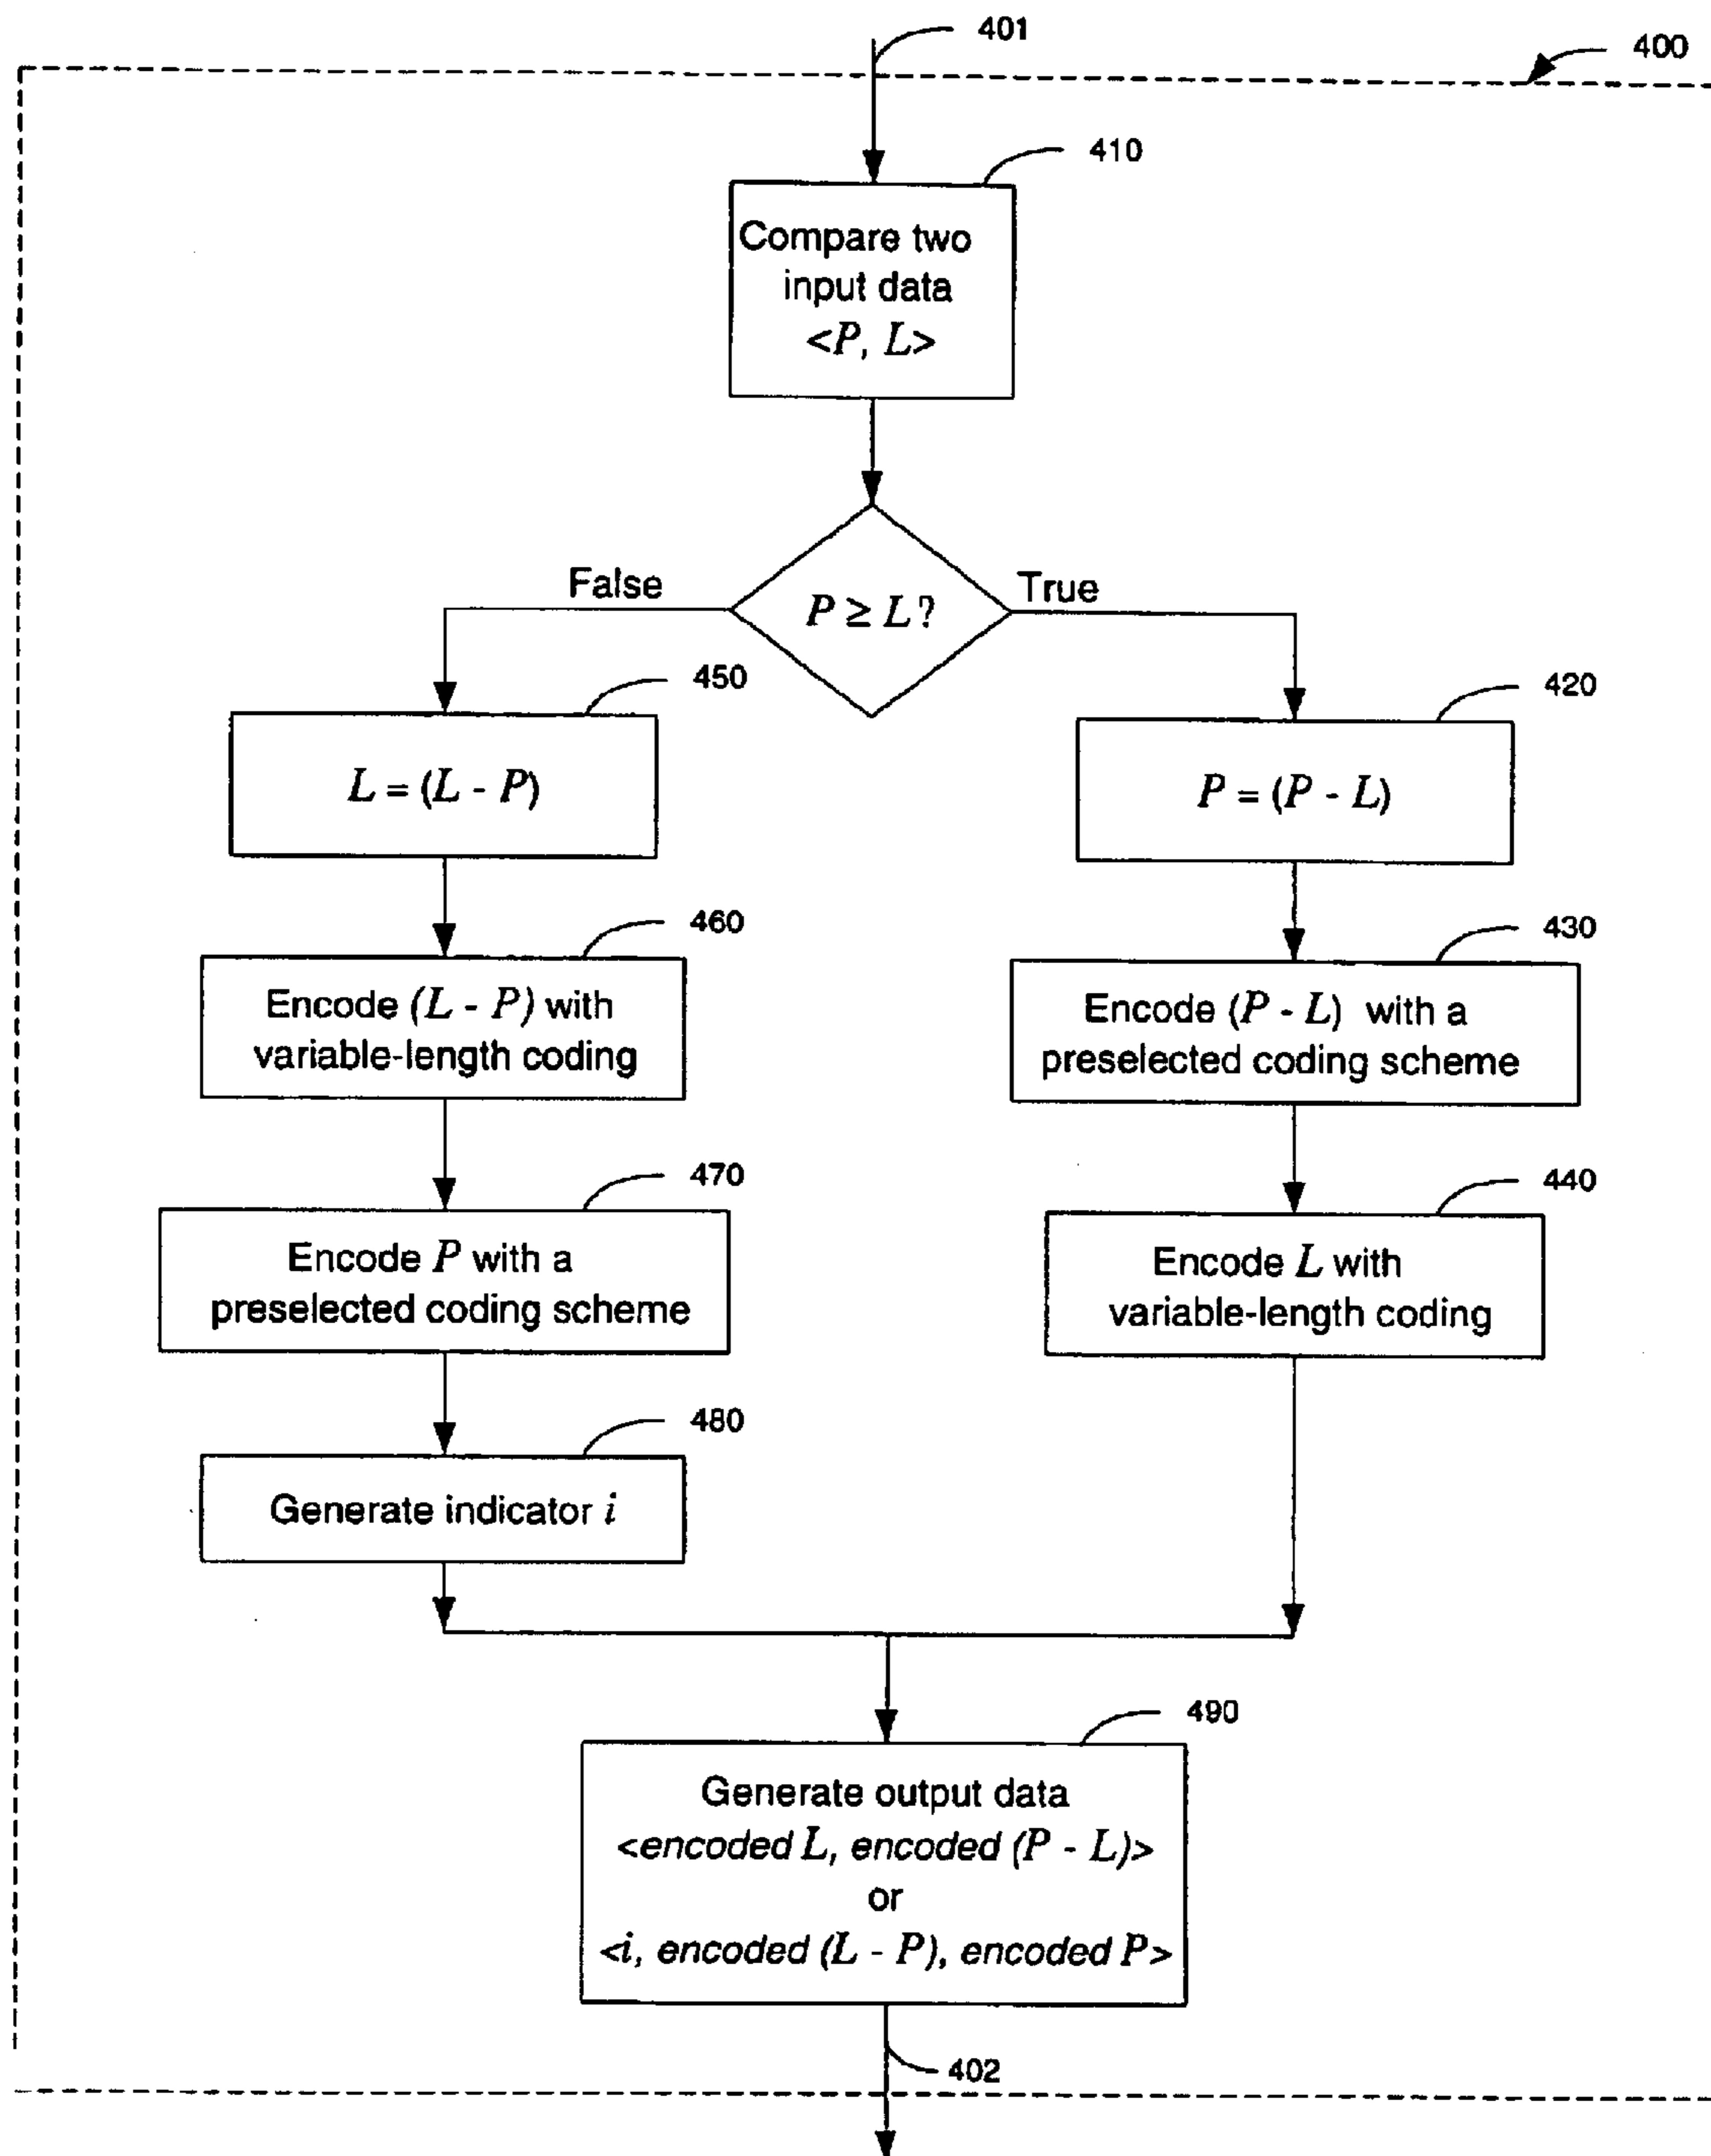 401
400
410
Compare two
input data
<P, L>
False
True
P ≥ L?
450
420
L = (L - P)
P = (P - L)
460
430
Encode (L - P) with
variable-length coding
Encode (P - L) with a
preselected coding scheme
470
440
Encode P with a
preselected coding scheme
Encode L with
variable-length coding
480
Generate indicator i
490
Generate output data
<encoded L, encoded (P - L)>
or
<i, encoded (L - P), encoded P>
402